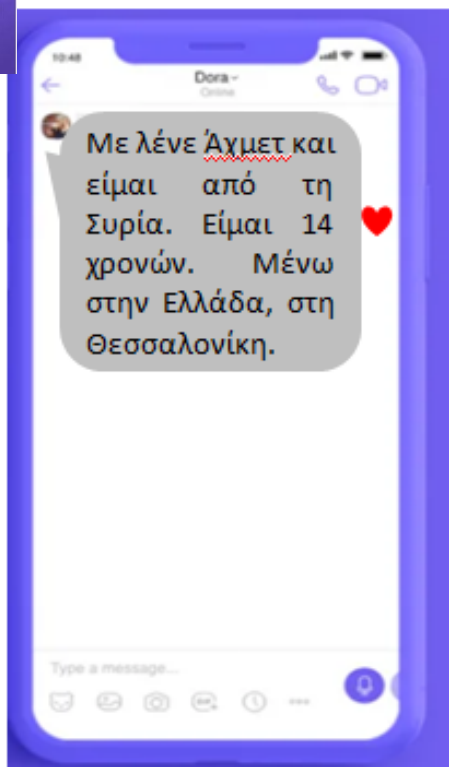 10:48
Dora
Online
Με λένε Άχμετ και
είμαι από τη
Συρία. Είμαι 14
χρονών. Μένω
στην Ελλάδα, στη
Θεσσαλονίκη.
Type a message...